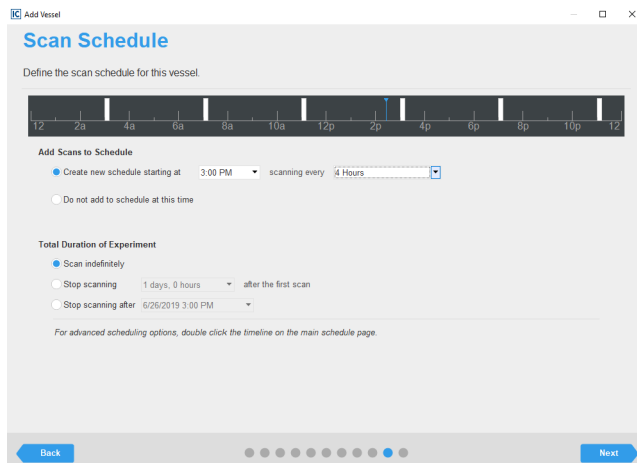 IC Add Vessel
Scan Schedule
Define the scan schedule for this vessel.
12 2a 4a 6a 8a 10a 12p 2p 4p 6p 8p 10p 12
Add Scans to Schedule
Create new schedule starting at 3:00 PM scanning every 4 Hours
Do not add to schedule at this time
Total Duration of Experiment
Scan indefinitely
Stop scanning 1 days, 0 hours after the first scan
Stop scanning after 6/26/2019 3:00 PM
For advanced scheduling options, double click the timeline on the main schedule page.
Back Next